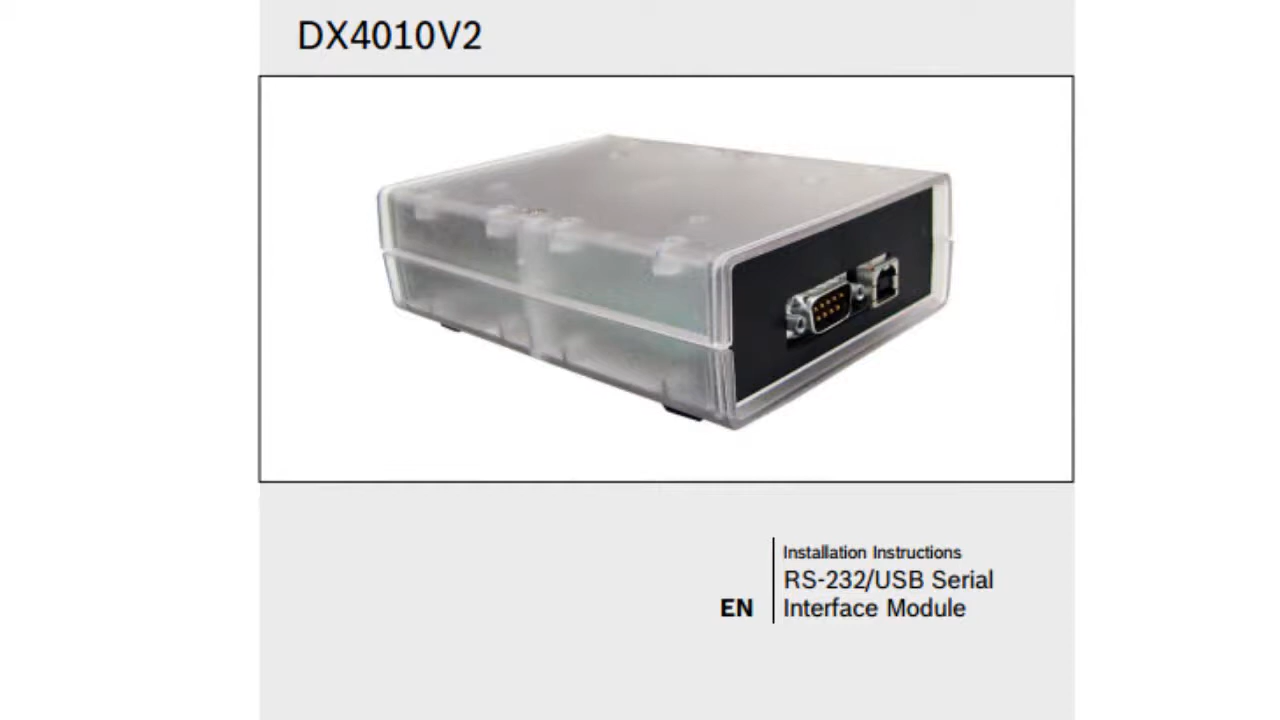 DX4010V2
Installation Instructions
RS-232/USB Serial
EN Interface Module